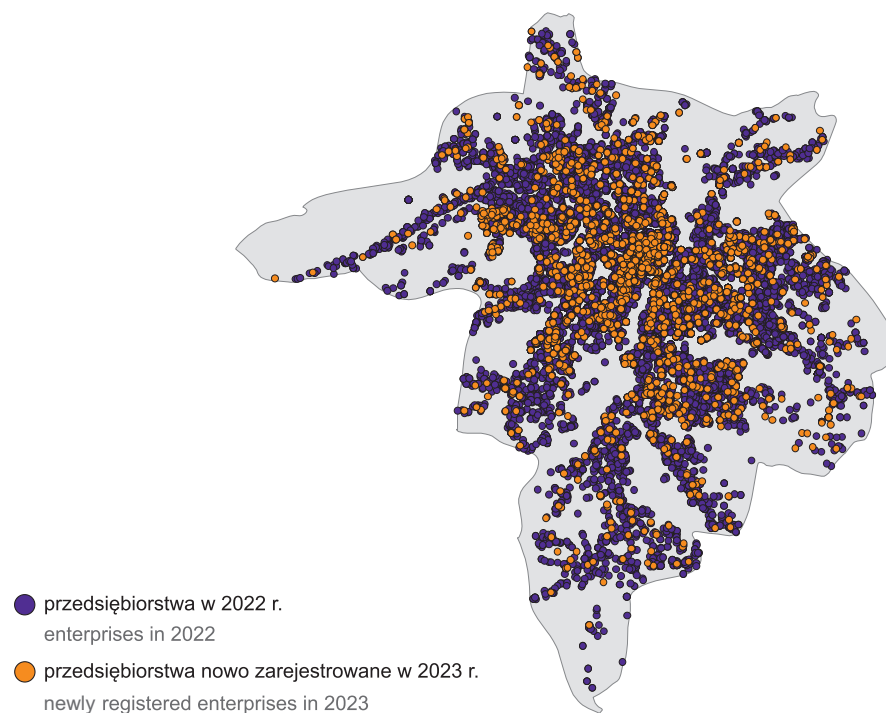 przedsiębiorstwa w 2022 r.
enterprises in 2022
przedsiębiorstwa nowo zarejestrowane w 2023 r.
newly registered enterprises in 2023